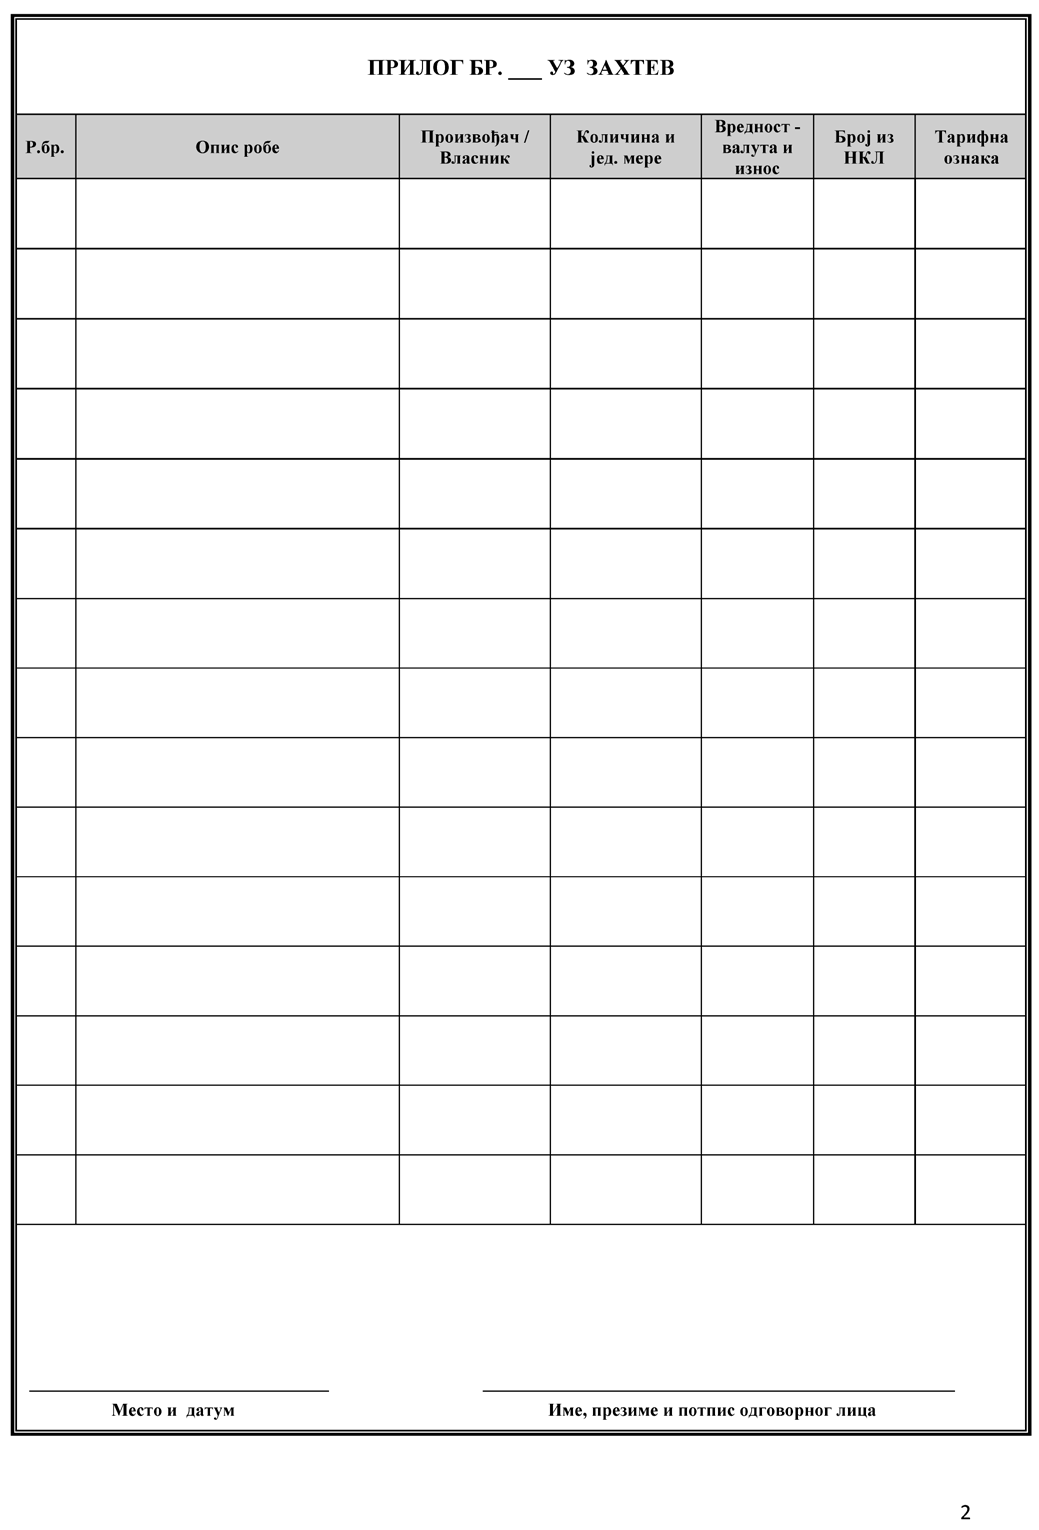 ПРИЛОГ БР. ___ УЗ ЗАХТЕВ
Р.бр.
Опис робе
Произвођач /
Власник
Количина и
јед. мере
Вредност -
валута и
износ
Број из
НКЛ
Тарифна
ознака
Место и датум
Име, презиме и потпис одговорног лица
2